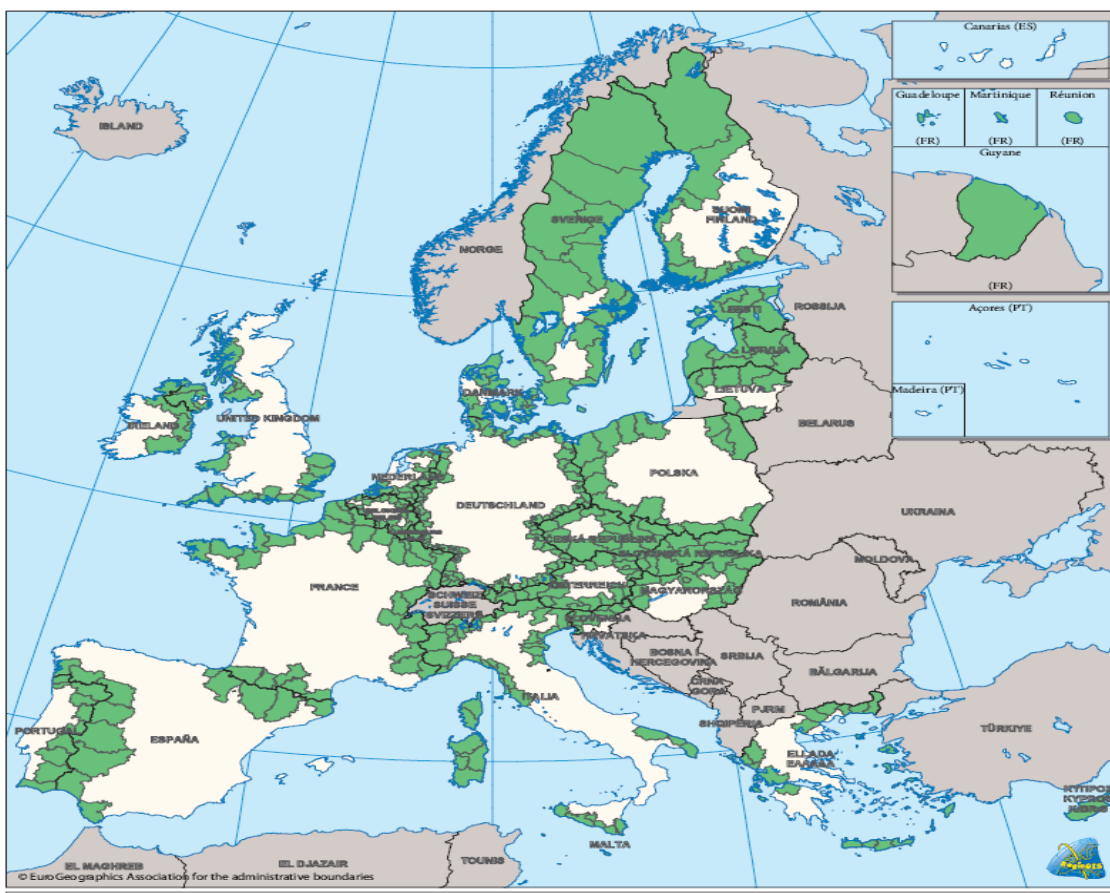 Canarias (ES)
Guadeloupe
Martinique
Réunion
(FR)
(FR)
(FR)
Guyane
(FR)
Açores (PT)
Madeira (PT)
ISLAND
NORGE
SVERIGE
SUOMI
FINLAND
ROSSIJA
EESTI
LATVIJA
LIETUVA
DANMARK
BELARUS
IRELAND
UNITED KINGDOM
NEDERLAND
DEUTSCHLAND
POLSKA
UKRAINA
ČESKÁ REPUBLIKA
SLOVENSKÁ REPUBLIKA
MOLDOVA
FRANCE
SCHWEIZ
SUISSE
SVIZZERA
ÖSTERREICH
MAGYARORSZÁG
ROMÂNIA
SLOVENIJA
HRVATSKA
BOSNA I
HERCEGOVINA
SRBIJA
CRNA
GORA
BĂLGARIJA
PJRM
SHQIPËRIA
ITALIA
PORTUGAL
ESPAÑA
ELLADA
TÜRKIYE
KYPROS
MALTA
EL MAGHREB
EL DJAZAIR
TOUNIS
© EuroGeographics Association for the administrative boundaries